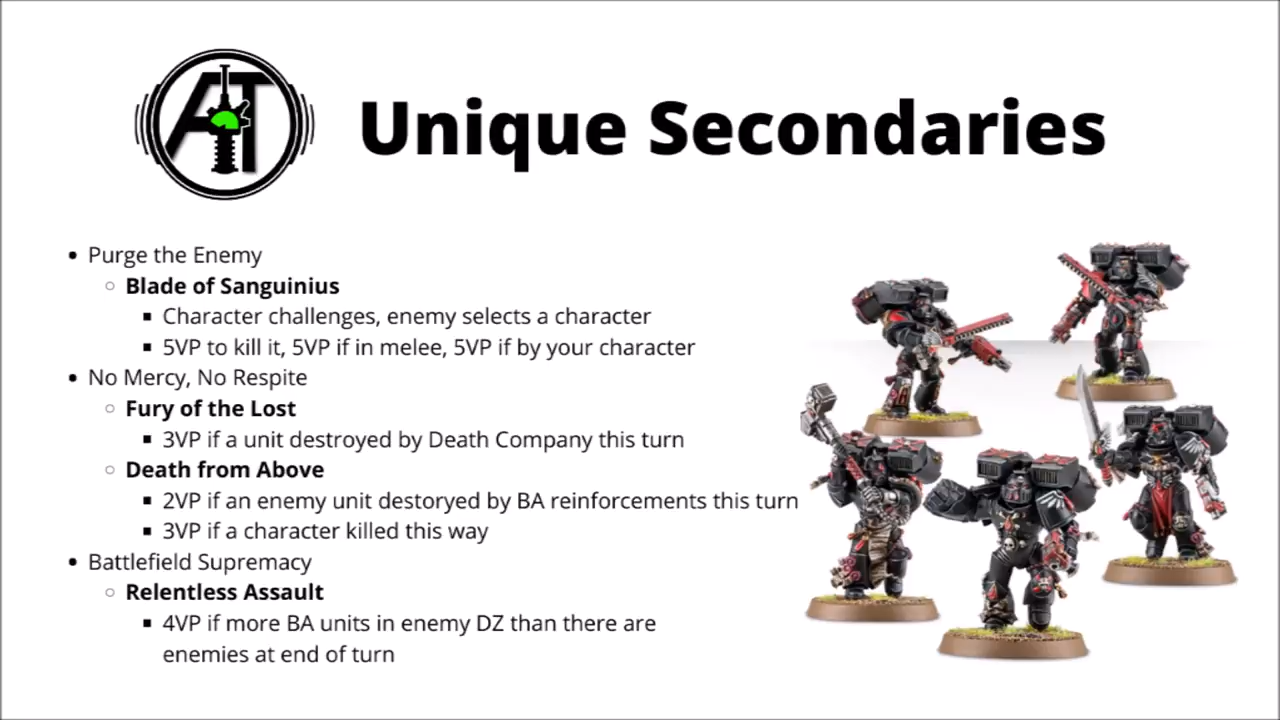 AT
Unique Secondaries
• Purge the Enemy
○ Blade of Sanguinius
▪ Character challenges, enemy selects a character
▪ 5VP to kill it, 5VP if in melee, 5VP if by your character
• No Mercy, No Respite
○ Fury of the Lost
▪ 3VP if a unit destroyed by Death Company this turn
○ Death from Above
▪ 2VP if an enemy unit destoryed by BA reinforcements this turn
▪ 3VP if a character killed this way
• Battlefield Supremacy
○ Relentless Assault
▪ 4VP if more BA units in enemy DZ than there are
enemies at end of turn